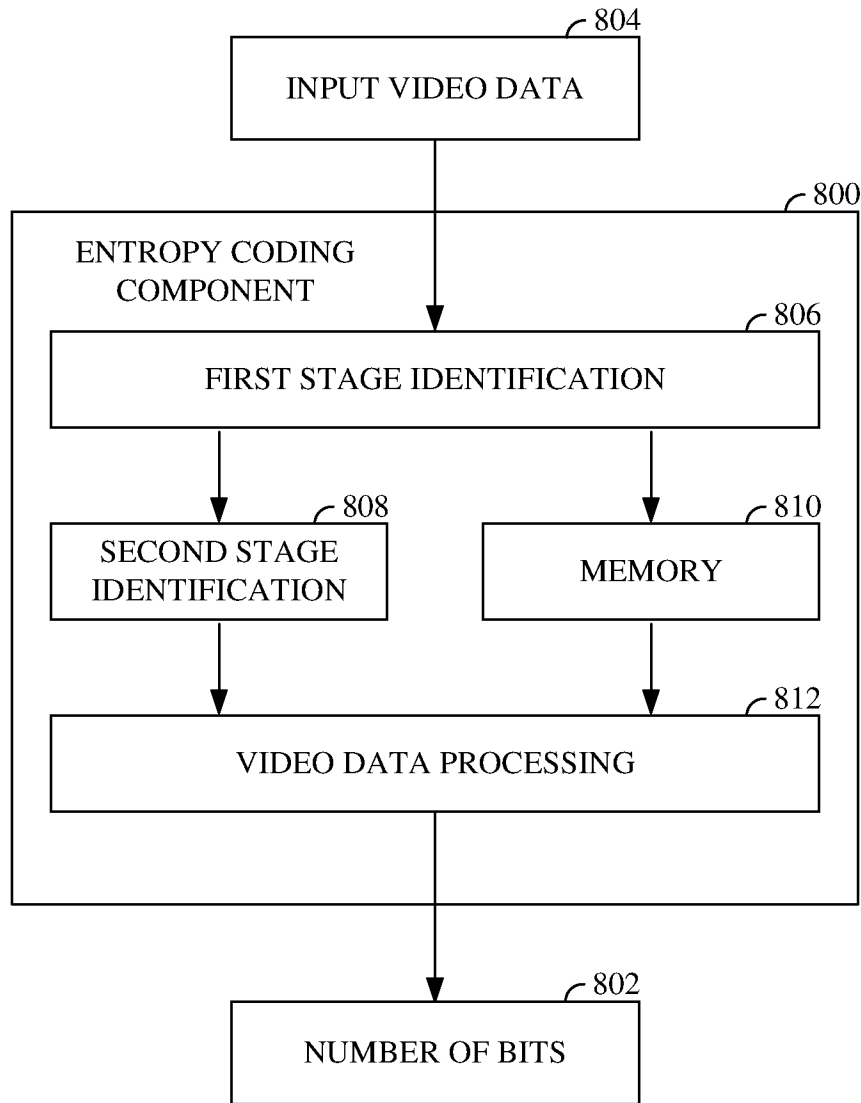 804
INPUT VIDEO DATA
800
ENTROPY CODING
COMPONENT
806
FIRST STAGE IDENTIFICATION
808
SECOND STAGE
IDENTIFICATION
810
MEMORY
812
VIDEO DATA PROCESSING
802
NUMBER OF BITS